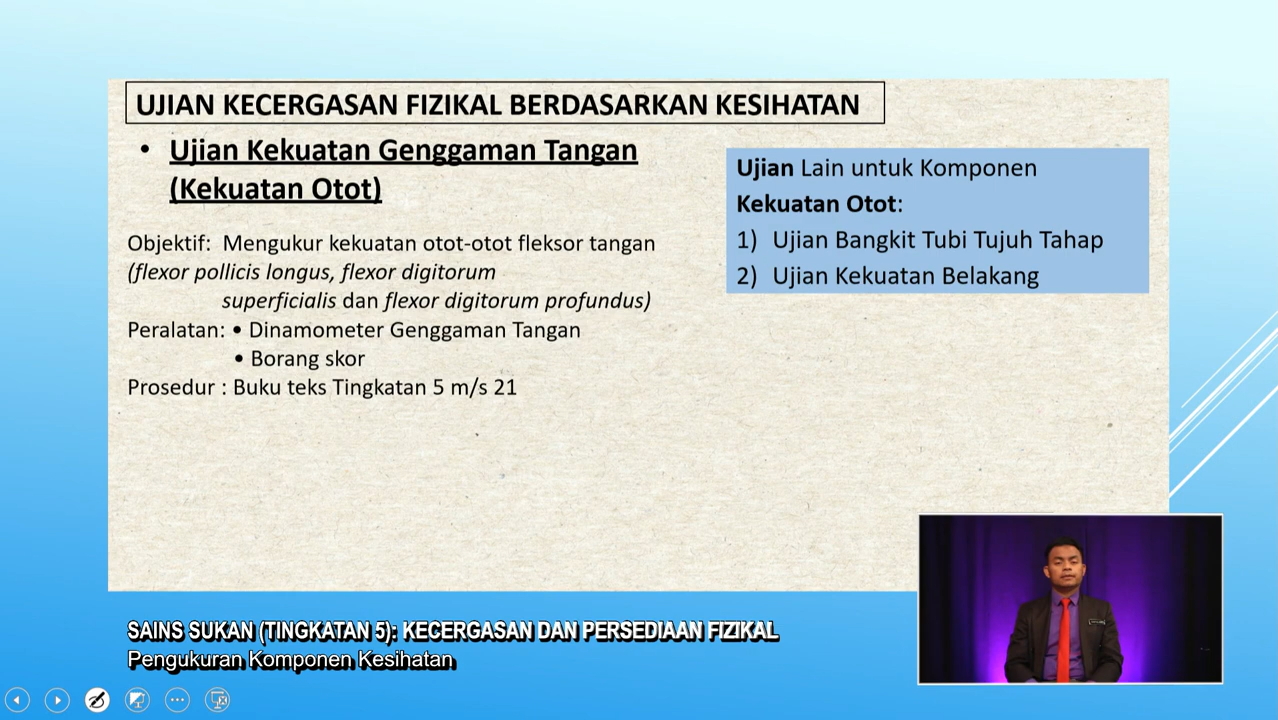 UJIAN KECERGASAN FIZIKAL BERDASARKAN KESIHATAN
• Ujian Kekuatan Genggaman Tangan
(Kekuatan Otot)
Objektif: Mengukur kekuatan otot-otot fleksor tangan
(flexor pollicis longus, flexor digitorum
superficialis dan flexor digitorum profundus)
Peralatan: • Dinamometer Genggaman Tangan
• Borang skor
Prosedur : Buku teks Tingkatan 5 m/s 21
Ujian Lain untuk Komponen
Kekuatan Otot:
1) Ujian Bangkit Tubi Tujuh Tahap
2) Ujian Kekuatan Belakang
SAINS SUKAN (TINGKATAN 5): KECERGASAN DAN PERSEDIAAN FIZIKAL
Pengukuran Komponen Kesihatan